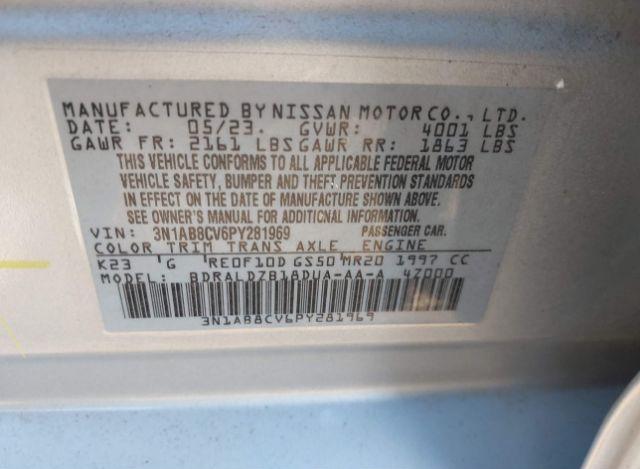 MANUFACTURED BY NISSAN MOTOR CO., LTD.
DATE: 05/23. GVWR: 4001 LBS
GAWR FR: 2161 LBS GAWR RR: 1863 LBS
THIS VEHICLE CONFORMS TO ALL APPLICABLE FEDERAL MOTOR
VEHICLE SAFETY, BUMPER AND THEFT PREVENTION STANDARDS
IN EFFECT ON THE DATE OF MANUFACTURE SHOWN ABOVE.
SEE OWNER'S MANUAL FOR ADDITIONAL INFORMATION.
VIN: 3N1AB8CV6PY281969 PASSENGER CAR.
COLOR TRIM TRANS AXLE ENGINE
K23 G RE0F10D GS50 MR20 1997 CC
MODEL: BDRALDZB18DUA-AA-A 4Z000
3N1AB8CV6PY281969